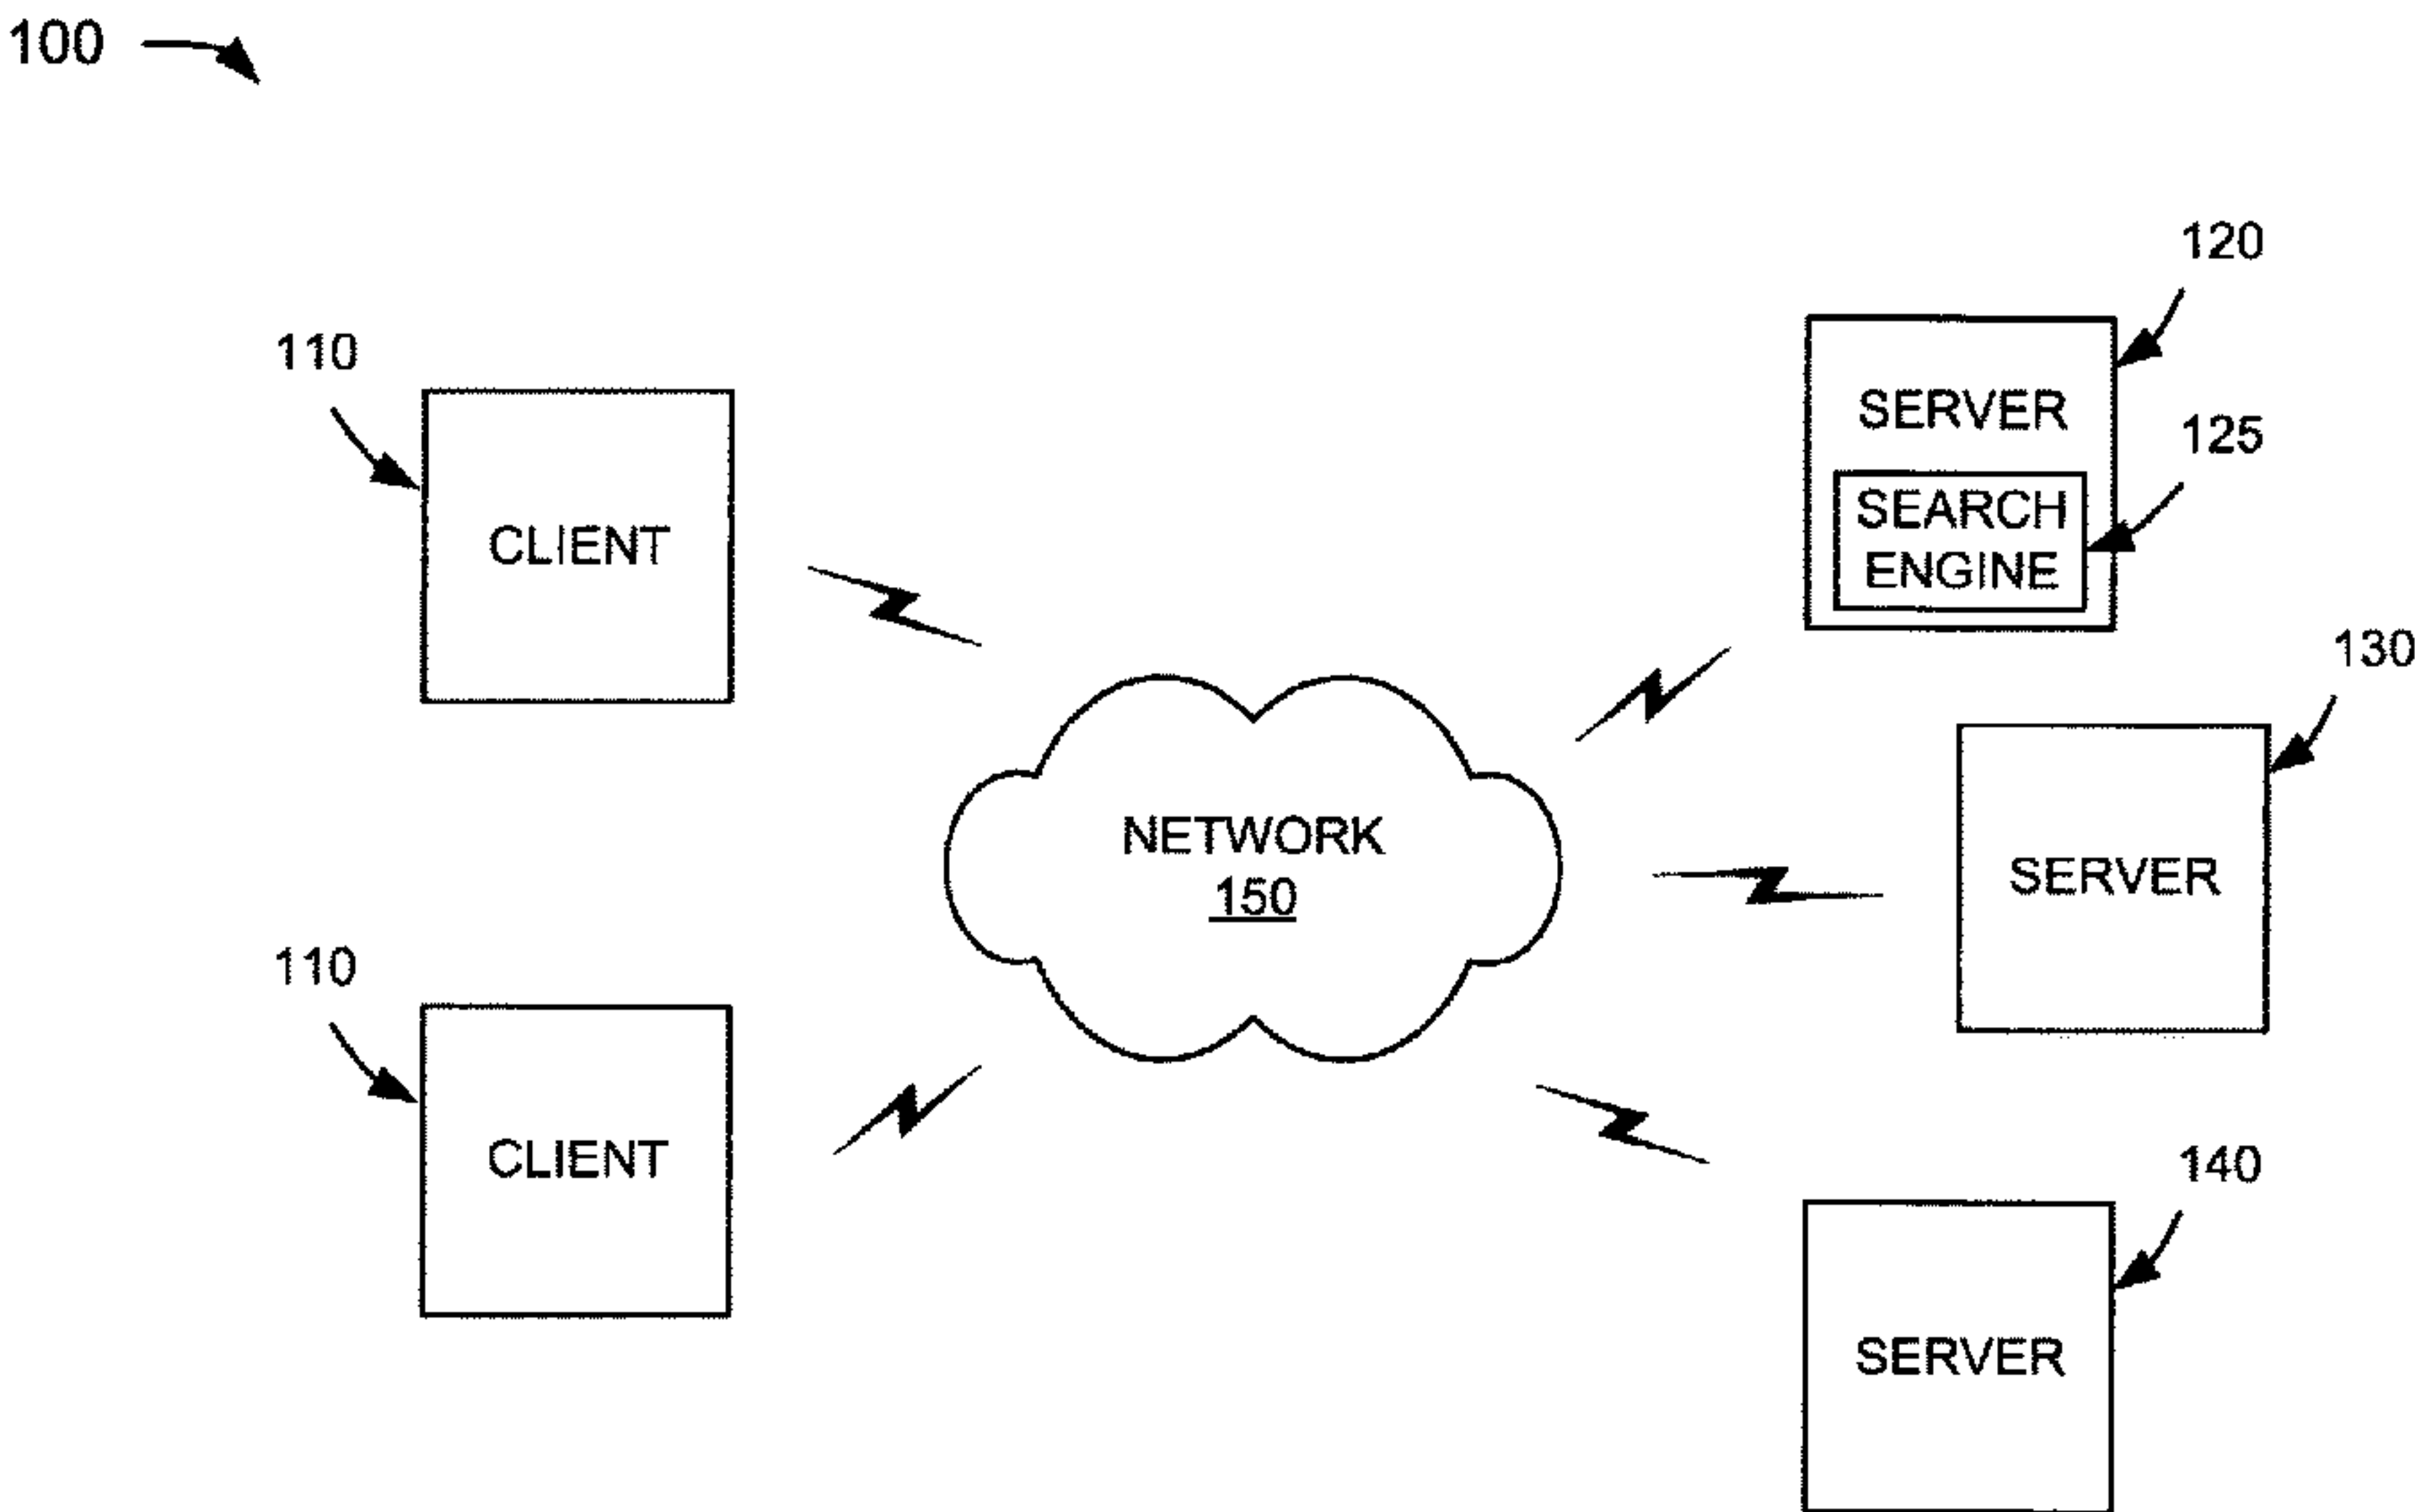 100
120
110
SERVER
125
SEARCH
ENGINE
CLIENT
130
NETWORK
150
SERVER
110
CLIENT
140
SERVER